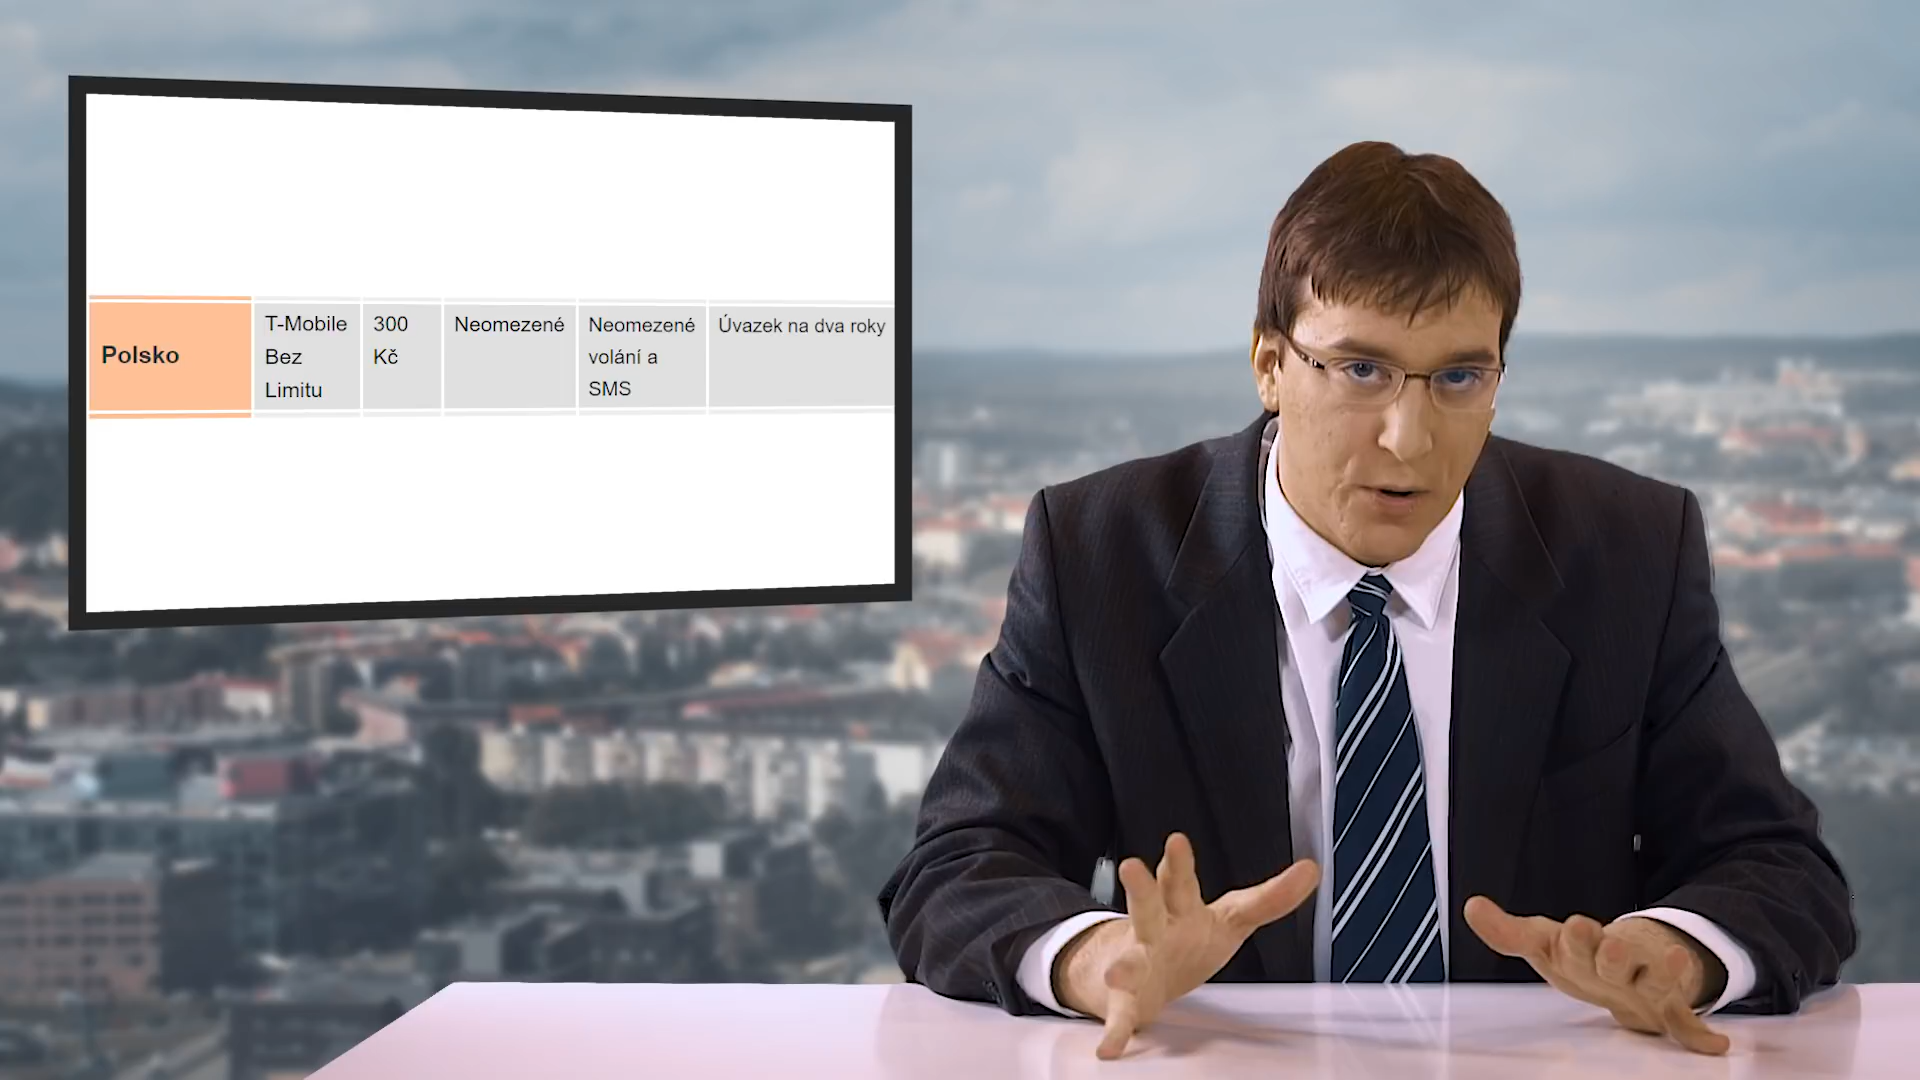 Polsko
T-Mobile
Bez
Limitu
300
Kč
Neomezené
Neomezené
volání a
SMS
Úvazek na dva roky